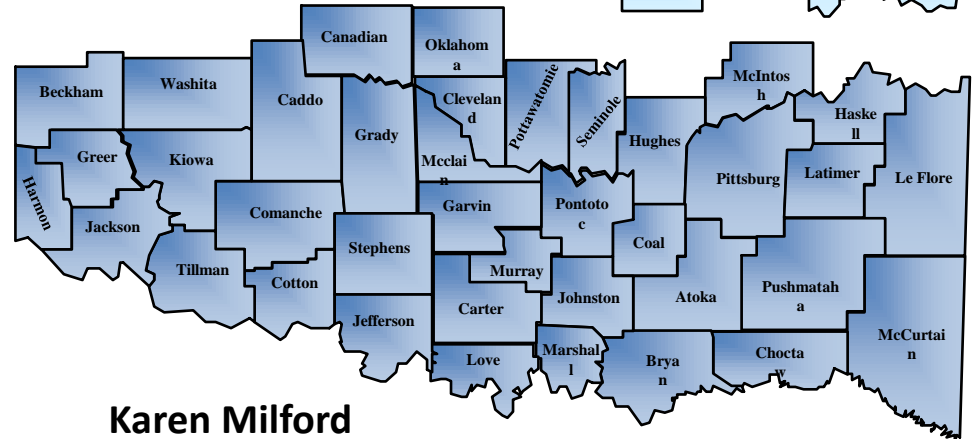 Canadian
Oklahom
a
McIntos
h
Beckham
Washita
Caddo
Grady
Clevelan
d
Pottawatomie
Seminole
Hughes
Haske
ll
Greer
Kiowa
Mcclai
n
Pittsburg
Latimer
Le Flore
Harmon
Jackson
Comanche
Garvin
Pontoto
c
Coal
Stephens
Tillman
Cotton
Murray
Johnston
Atoka
Pushmatah
a
Carter
Jefferson
McCurtai
n
Love
Marshal
l
Brya
n
Chocta
w
Karen Milford